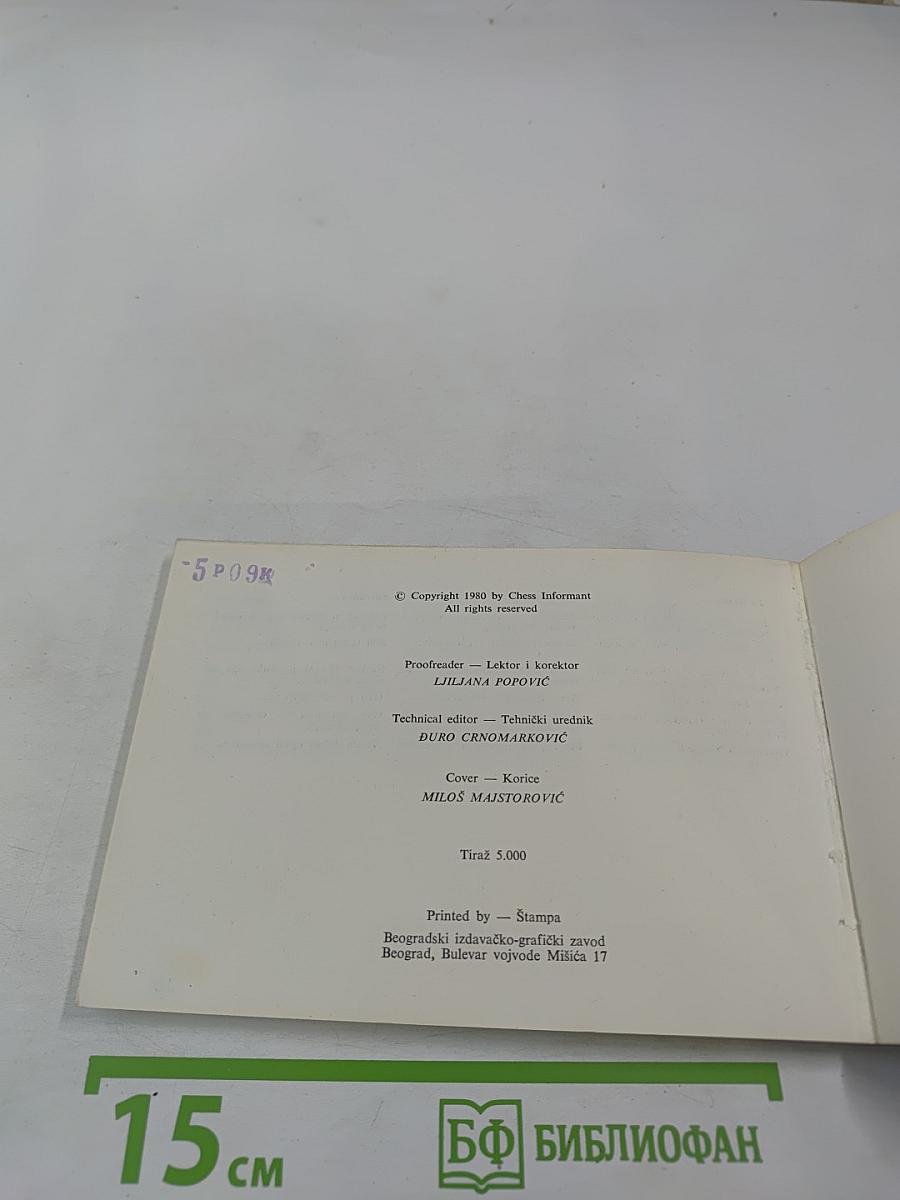 5Р09к
© Copyright 1980 by Chess Informant
All rights reserved
Proofreader — Lektor i korektor
LJILJANA POPOVIĆ
Technical editor — Tehnički urednik
ĐURO CRNOMARKOVIĆ
Cover — Korice
MILOŠ MAJSTOROVIĆ
Tiraž 5.000
Printed by — Štampa
Beogradski izdavačko-grafički zavod
Beograd, Bulevar vojvode Mišića 17
15 см
БФ БИБЛИОФАН